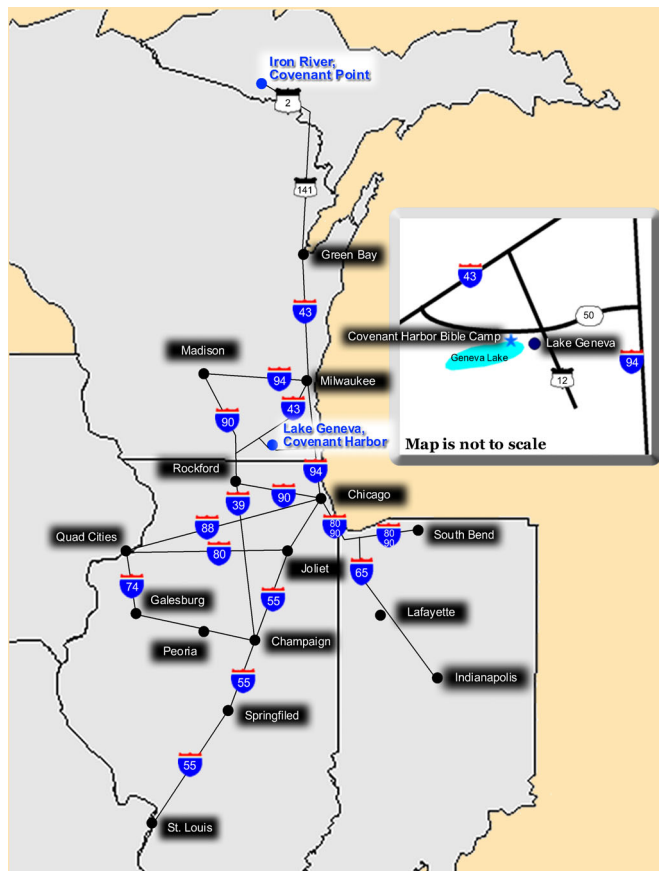 Iron River,
Covenant Point
2
141
Green Bay
43
43
50
Covenant Harbor Bible Camp
Lake Geneva
Geneva Lake
94
12
Map is not to scale
Madison
94
Milwaukee
43
90
Lake Geneva,
Covenant Harbor
94
Rockford
90
39
Chicago
88
80
90
80
90
South Bend
Quad Cities
80
Joliet
65
74
55
Galesburg
Lafayette
Peoria
Champaign
55
Indianapolis
Springfiled
55
St. Louis